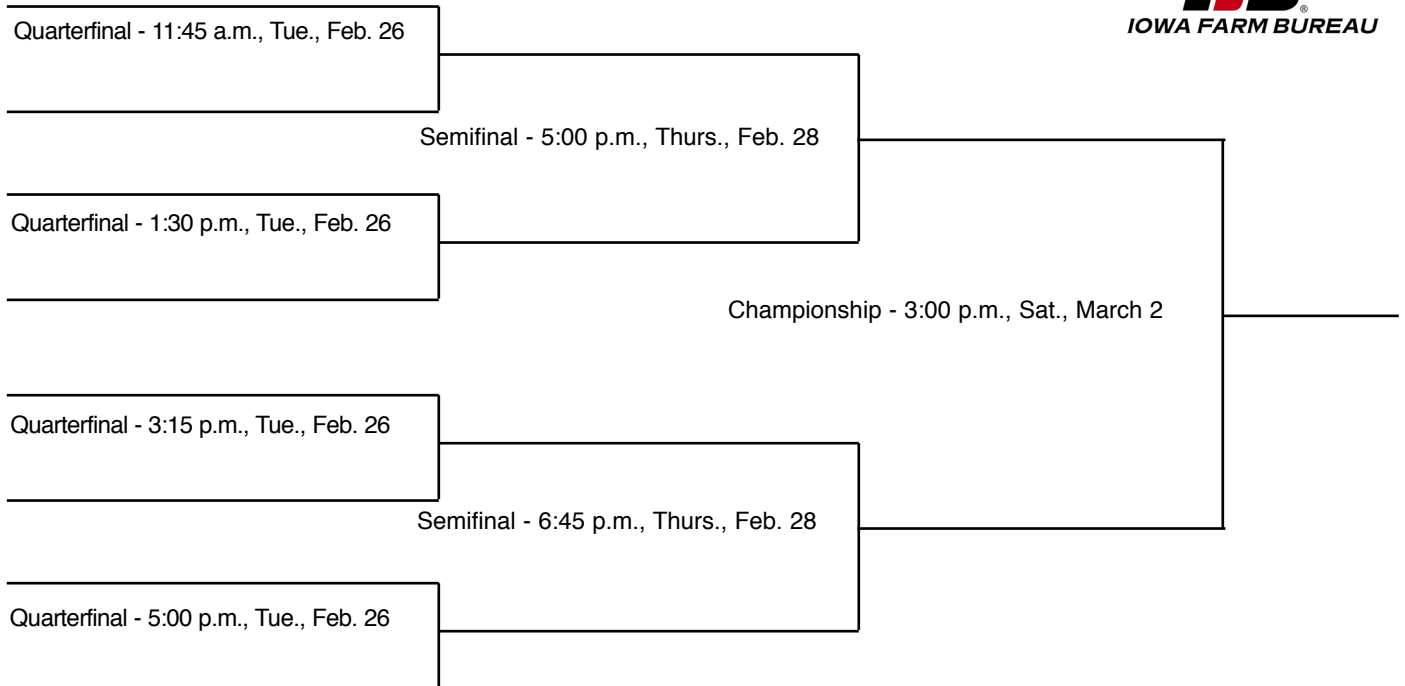 Quarterfinal - 11:45 a.m., Tue., Feb. 26
®
IOWA FARM BUREAU
Semifinal - 5:00 p.m., Thurs., Feb. 28
Quarterfinal - 1:30 p.m., Tue., Feb. 26
Championship - 3:00 p.m., Sat., March 2
Quarterfinal - 3:15 p.m., Tue., Feb. 26
Semifinal - 6:45 p.m., Thurs., Feb. 28
Quarterfinal - 5:00 p.m., Tue., Feb. 26